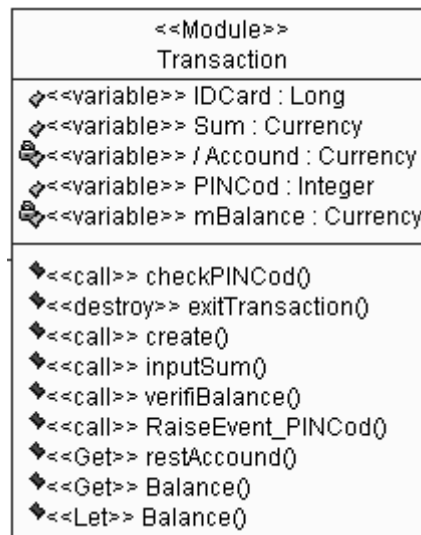 <<Module>>
Transaction
<<variable>> IDCard : Long
<<variable>> Sum : Currency
<<variable>> / Accound : Currency
<<variable>> PINCod : Integer
<<variable>> mBalance : Currency
<<call>> checkPINCod()
<<destroy>> exitTransaction()
<<call>> create()
<<call>> inputSum()
<<call>> verifiBalance()
<<call>> RaiseEvent_PINCod()
<<Get>> restAccound()
<<Get>> Balance()
<<Let>> Balance()